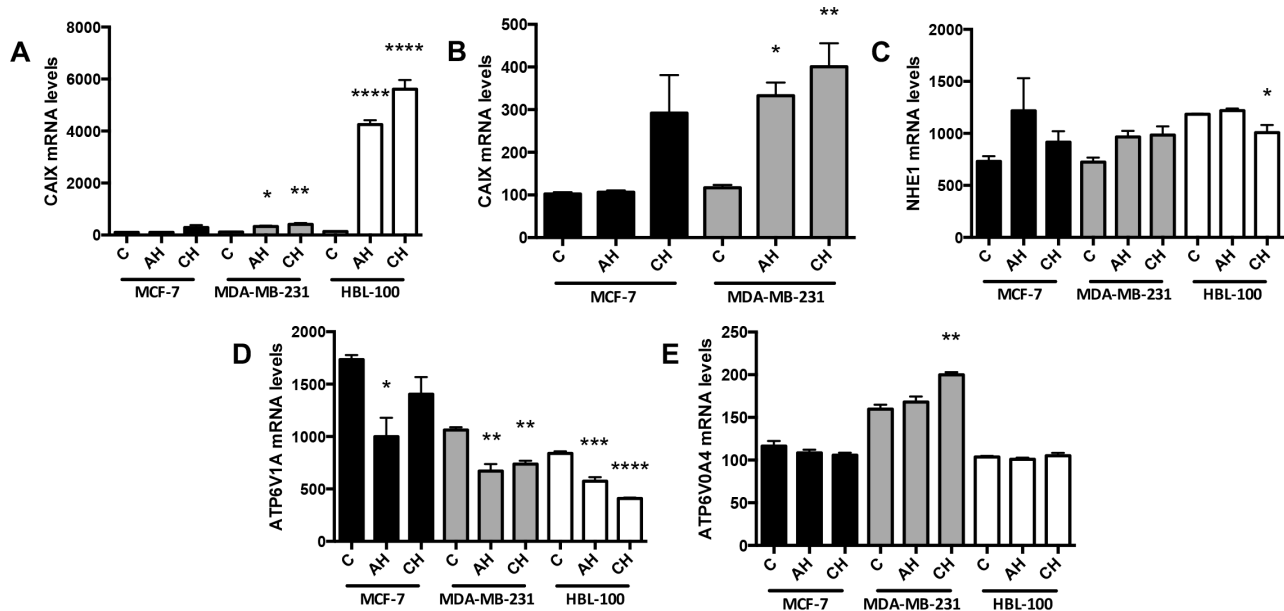 A
CAIX mRNA levels
8000
6000
4000
2000
0
* ** **** ****
C AH CH C AH CH C AH CH
MCF-7 MDA-MB-231 HBL-100
B
CAIX mRNA levels
500
400
300
200
100
0
* **
C AH CH C AH CH
MCF-7 MDA-MB-231
C
NHE1 mRNA levels
2000
1500
1000
500
0
*
C AH CH C AH CH C AH CH
MCF-7 MDA-MB-231 HBL-100
D
ATP6V1A mRNA levels
2000
1500
1000
500
0
* ** ** *** ****
C AH CH C AH CH C AH CH
MCF-7 MDA-MB-231 HBL-100
E
ATP6V0A4 mRNA levels
250
200
150
100
50
0
**
C AH CH C AH CH C AH CH
MCF-7 MDA-MB-231 HBL-100